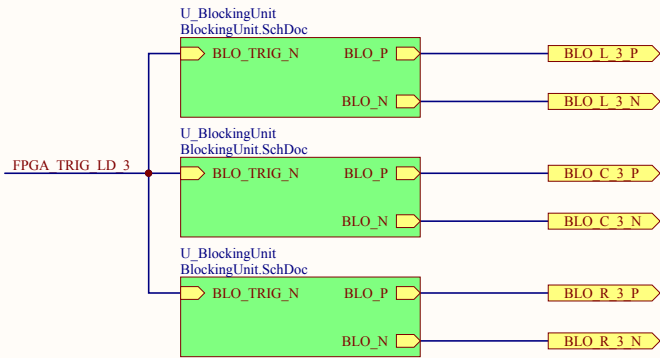 U_BlockingUnit
BlockingUnit.SchDoc
BLO_TRIG_N BLO_P BLO_L_3_P
BLO_N BLO_L_3_N
U_BlockingUnit
BlockingUnit.SchDoc
FPGA_TRIG_LD_3 BLO_TRIG_N BLO_P BLO_C_3_P
BLO_N BLO_C_3_N
U_BlockingUnit
BlockingUnit.SchDoc
BLO_TRIG_N BLO_P BLO_R_3_P
BLO_N BLO_R_3_N